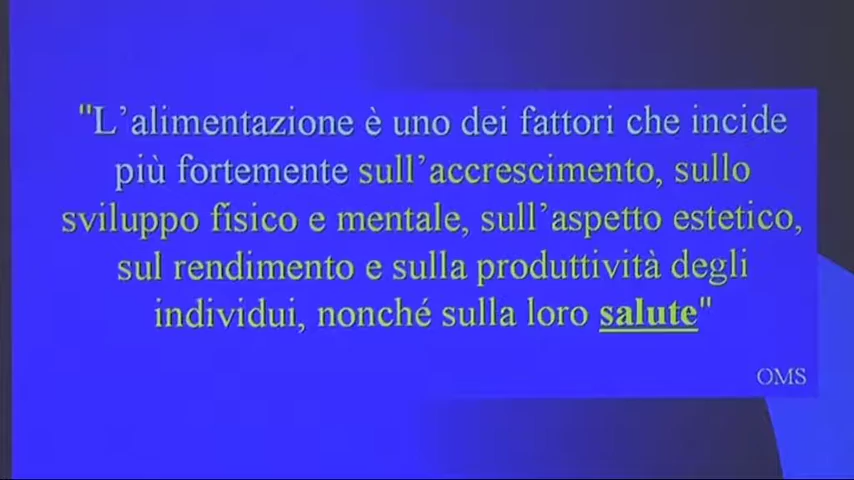 "L’alimentazione è uno dei fattori che incide
più fortemente sull’accrescimento, sullo
sviluppo fisico e mentale, sull’aspetto estetico,
sul rendimento e sulla produttività degli
individui, nonché sulla loro salute"
OMS